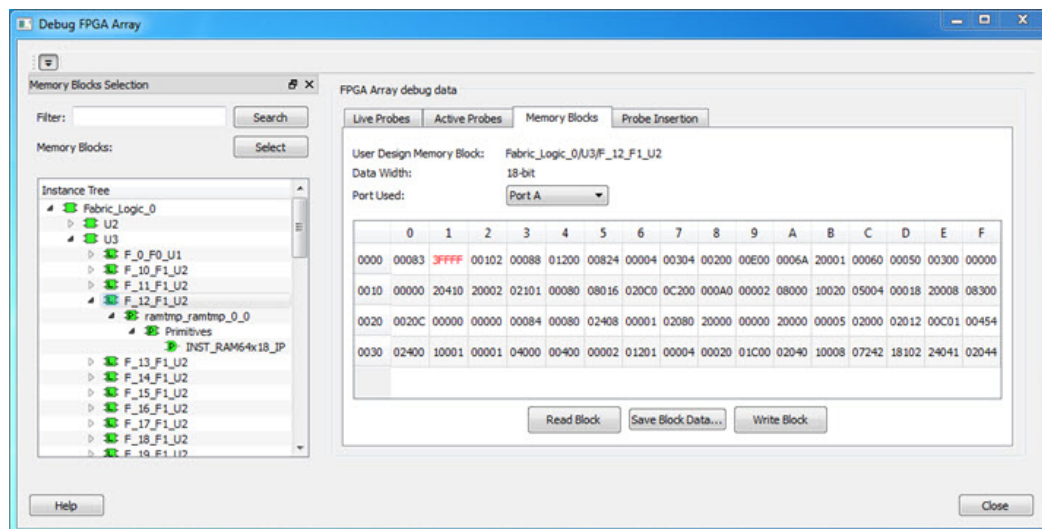 Debug FPGA Array
Memory Blocks Selection
Filter:
Search
Memory Blocks:
Select
Instance Tree
Fabric_Logic_0
U2
U3
F_0_F0_U1
F_10_F1_U2
F_11_F1_U2
F_12_F1_U2
ramtmp_ramtmp_0_0
Primitives
INST_RAM64x18_IP
F_13_F1_U2
F_14_F1_U2
F_15_F1_U2
F_16_F1_U2
F_17_F1_U2
F_18_F1_U2
F_19_F1_U2
FPGA Array debug data
Live Probes Active Probes Memory Blocks Probe Insertion
User Design Memory Block: Fabric_Logic_0/U3/F_12_F1_U2
Data Width: 18-bit
Port Used: Port A
0 1 2 3 4 5 6 7 8 9 A B C D E F
0000 00083 3FFFF 00102 00088 01200 00824 00004 00304 00200 00E00 0006A 20001 00060 00050 00300 00000
0010 00000 20410 20002 02101 00080 08016 020C0 0C200 000A0 00002 08000 10020 05004 00018 20008 08300
0020 0020C 00000 00000 00084 00080 02408 00001 02080 20000 00000 20000 00005 02000 02012 00C01 00454
0030 02400 10001 00001 04000 00400 00002 01201 00004 00020 01C00 02040 10008 07242 18102 24041 02044
Read Block Save Block Data... Write Block
Help
Close